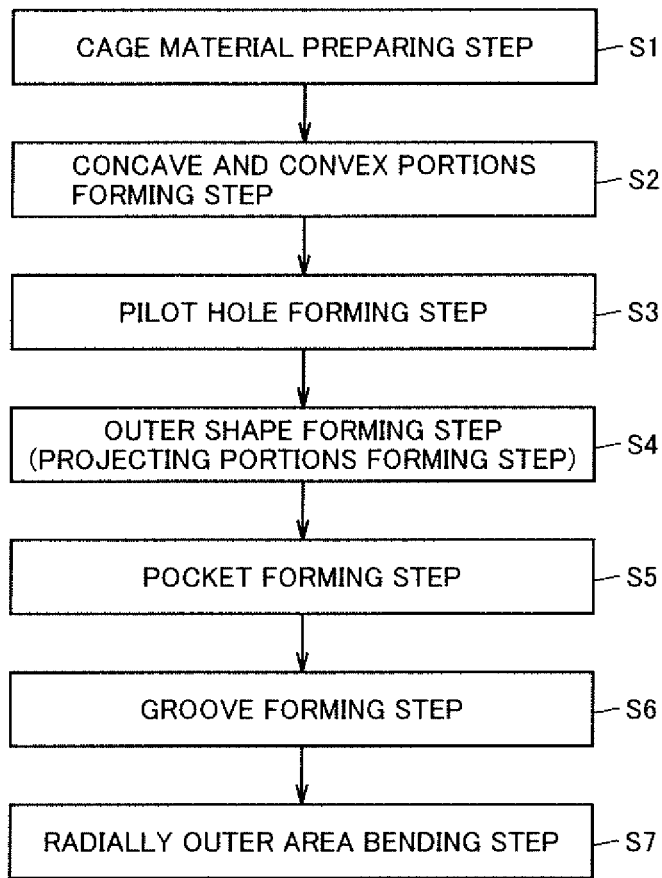 CAGE MATERIAL PREPARING STEP S1
CONCAVE AND CONVEX PORTIONS
FORMING STEP S2
PILOT HOLE FORMING STEP S3
OUTER SHAPE FORMING STEP
(PROJECTING PORTIONS FORMING STEP) S4
POCKET FORMING STEP S5
GROOVE FORMING STEP S6
RADIALLY OUTER AREA BENDING STEP S7